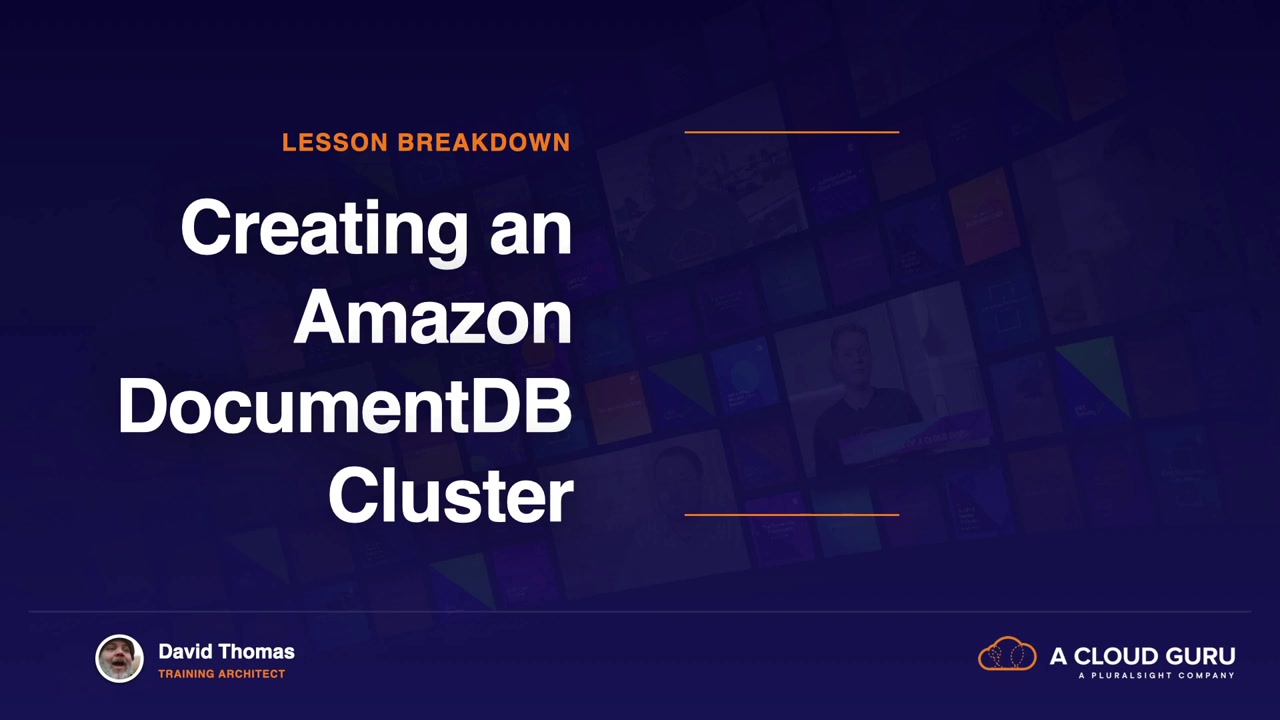 LESSON BREAKDOWN
Creating an
Amazon
DocumentDB
Cluster
David Thomas
TRAINING ARCHITECT
A CLOUD GURU
A PLURALSIGHT COMPANY